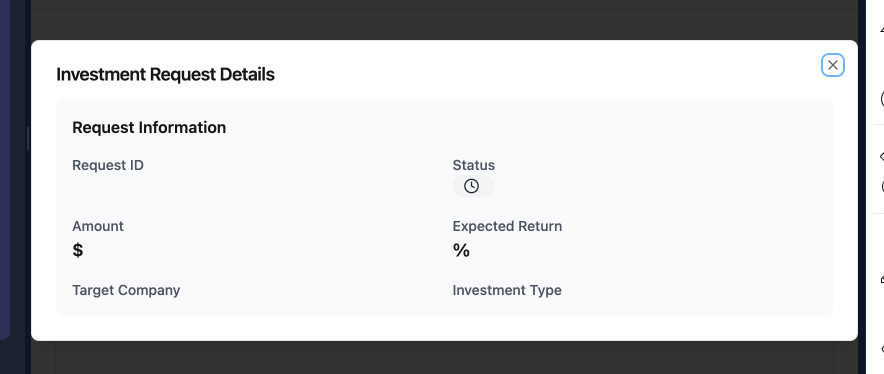 Investment Request Details
Request Information
Request ID
Status
Amount
Expected Return
$
%
Target Company
Investment Type